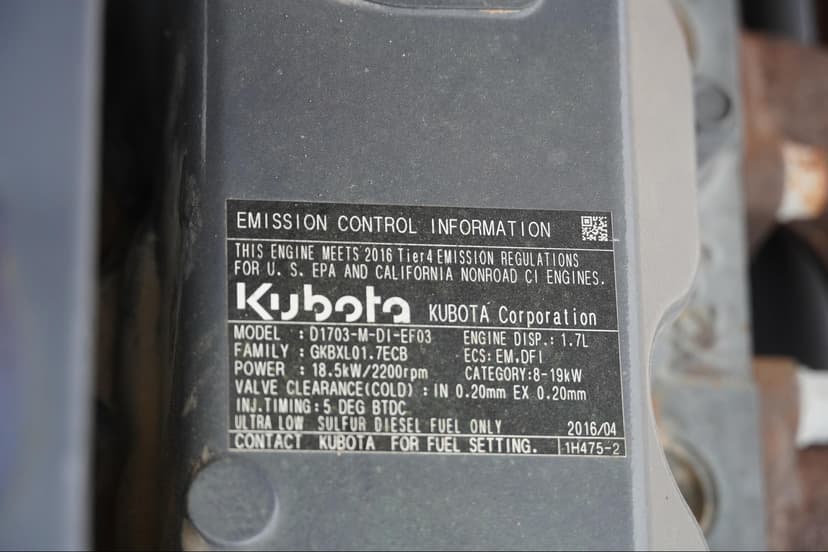 EMISSION CONTROL INFORMATION
THIS ENGINE MEETS 2016 Tier4 EMISSION REGULATIONS
FOR U. S. EPA AND CALIFORNIA NONROAD CI ENGINES.
Kubota KUBOTA Corporation
MODEL : D1703-M-DI-EF03 ENGINE DISP.: 1.7L
FAMILY : GKBXL01.7ECB ECS: EM,DFI
POWER : 18.5kW/2200rpm CATEGORY:8-19kW
VALVE CLEARANCE(COLD) : IN 0.20mm EX 0.20mm
INJ.TIMING:5 DEG BTDC
ULTRA LOW SULFUR DIESEL FUEL ONLY 2016/04
CONTACT KUBOTA FOR FUEL SETTING. 1H475-2